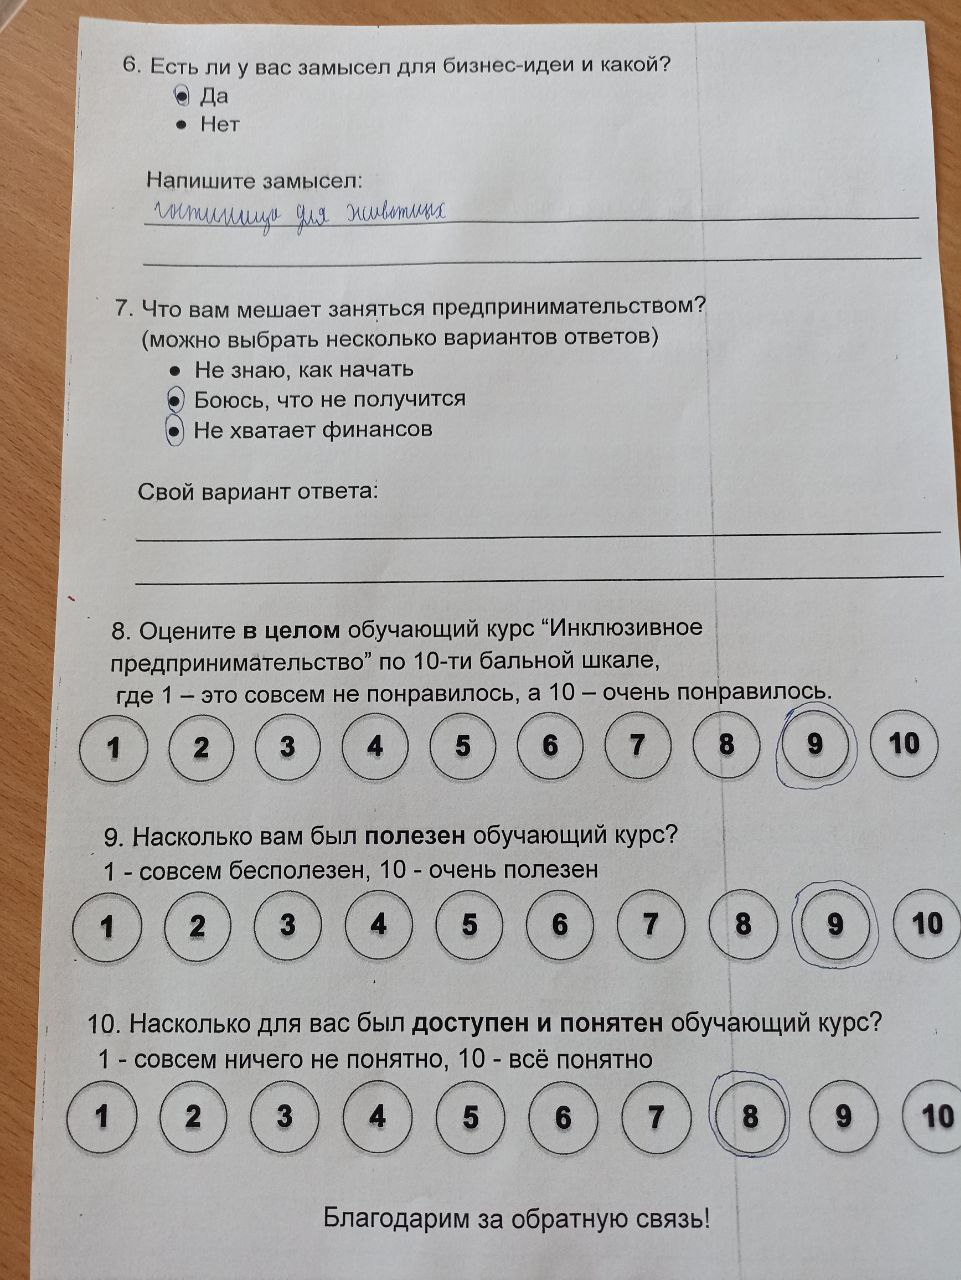 6. Есть ли у вас замысел для бизнес-идеи и какой?
• Да
• Нет
Напишите замысел:
гостиница для животных
7. Что вам мешает заняться предпринимательством?
(можно выбрать несколько вариантов ответов)
• Не знаю, как начать
• Боюсь, что не получится
• Не хватает финансов
Свой вариант ответа:
8. Оцените в целом обучающий курс “Инклюзивное
предпринимательство” по 10-ти бальной шкале,
где 1 – это совсем не понравилось, а 10 – очень понравилось.
1 2 3 4 5 6 7 8 9 10
9. Насколько вам был полезен обучающий курс?
1 - совсем бесполезен, 10 - очень полезен
1 2 3 4 5 6 7 8 9 10
10. Насколько для вас был доступен и понятен обучающий курс?
1 - совсем ничего не понятно, 10 - всё понятно
1 2 3 4 5 6 7 8 9 10
Благодарим за обратную связь!